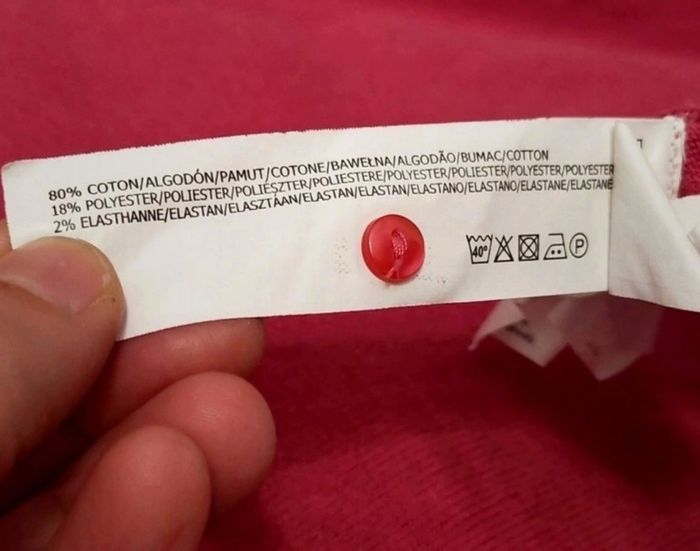 80% COTON/ALGODÓN/PAMUT/COTONE/BAWEŁNA/ALGODÃO/BUMAC/COTTON
18% POLYESTER/POLIESTER/POLIÉSZTER/POLIESTERE/POLYESTER/POLIESTER/POLYESTER/POLYESTER
2% ELASTHANNE/ELASTAN/ELASZTÁAN/ELASTAN/ELASTAN/ELASTANO/ELASTANO/ELASTANE/ELASTANE
40° P